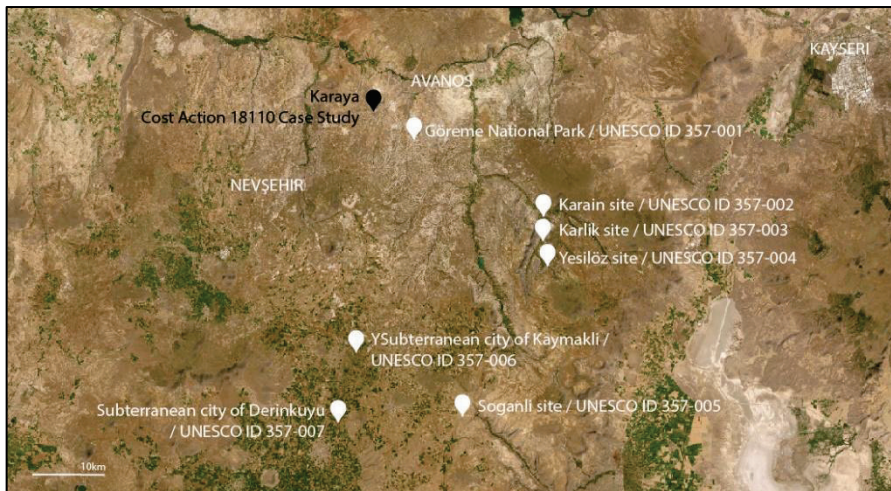 KAYSERI
AVANOS
Karaya
Cost Action 18110 Case Study
Göreme National Park / UNESCO ID 357-001
NEVŞEHIR
Karain site / UNESCO ID 357-002
Karlik site / UNESCO ID 357-003
Yesilöz site / UNESCO ID 357-004
YSubterranean city of Kaymakli /
UNESCO ID 357-006
Subterranean city of Derinkuyu
/ UNESCO ID 357-007
Soganli site / UNESCO ID 357-005
10km